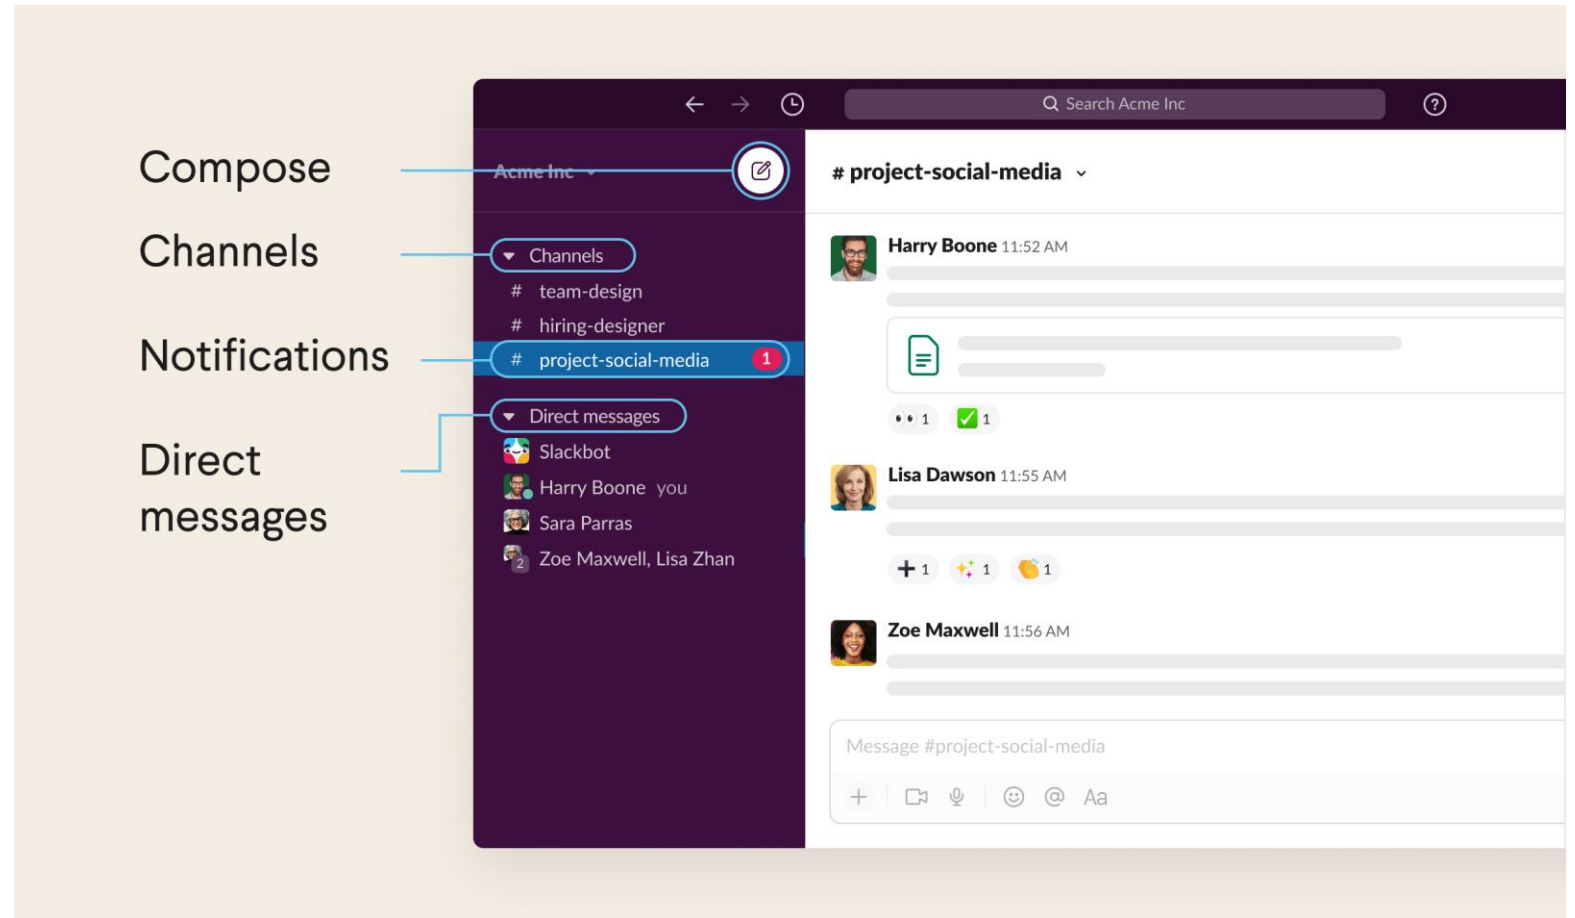 Search Acme Inc
Compose
Acme Inc
# project-social-media
Channels
Channels
# team-design
# hiring-designer
Notifications
# project-social-media 1
Direct
messages
Direct messages
Slackbot
Harry Boone you
Sara Parras
2 Zoe Maxwell, Lisa Zhan
Harry Boone 11:52 AM
1 1
Lisa Dawson 11:55 AM
1 1 1
Zoe Maxwell 11:56 AM
Message #project-social-media
@ Aa